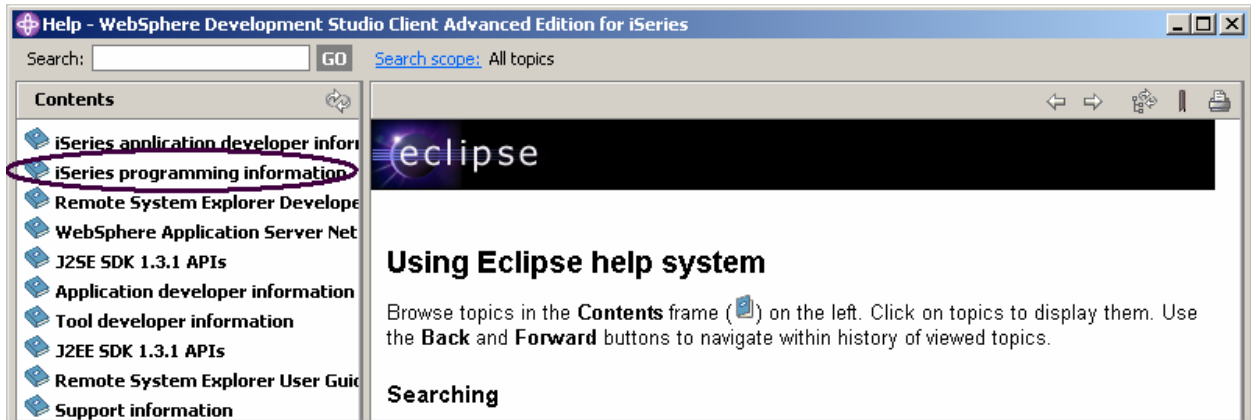 Help - WebSphere Development Studio Client Advanced Edition for iSeries
Search: GO Search scope: All topics
Contents
iSeries application developer inforı
iSeries programming information
Remote System Explorer Develope
WebSphere Application Server Net
J2SE SDK 1.3.1 APIs
Application developer information
Tool developer information
J2EE SDK 1.3.1 APIs
Remote System Explorer User Guid
Support information
eclipse
Using Eclipse help system
Browse topics in the Contents frame ( ) on the left. Click on topics to display them. Use
the Back and Forward buttons to navigate within history of viewed topics.
Searching